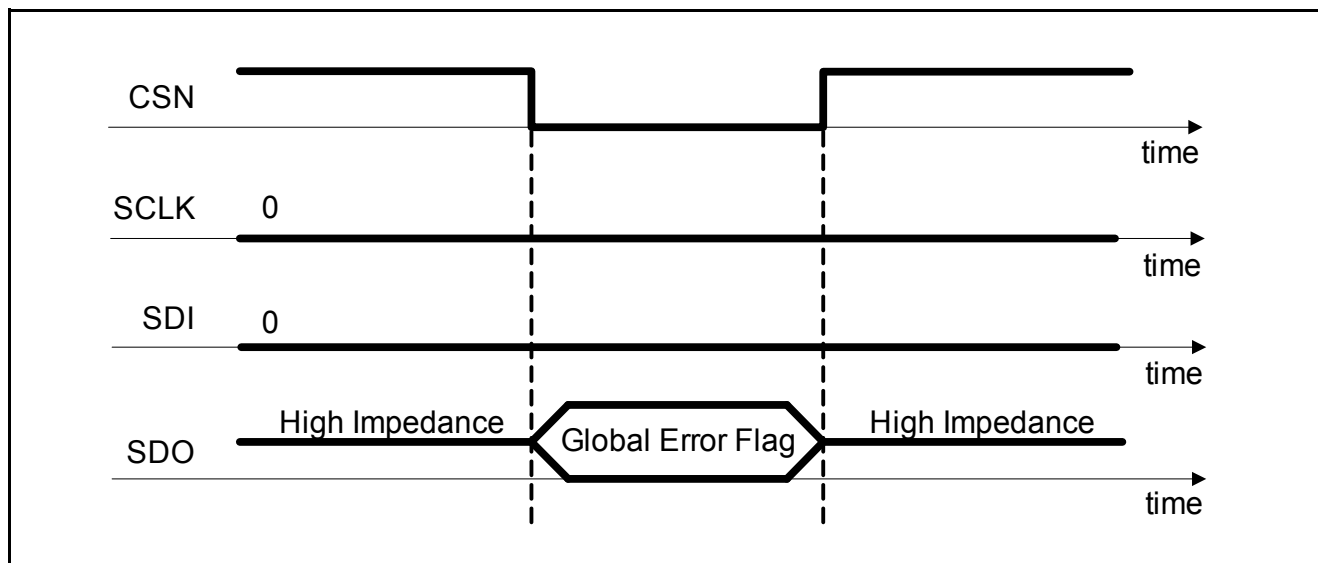 CSN
time
SCLK
0
time
SDI
0
time
High Impedance
Global Error Flag
High Impedance
SDO
time